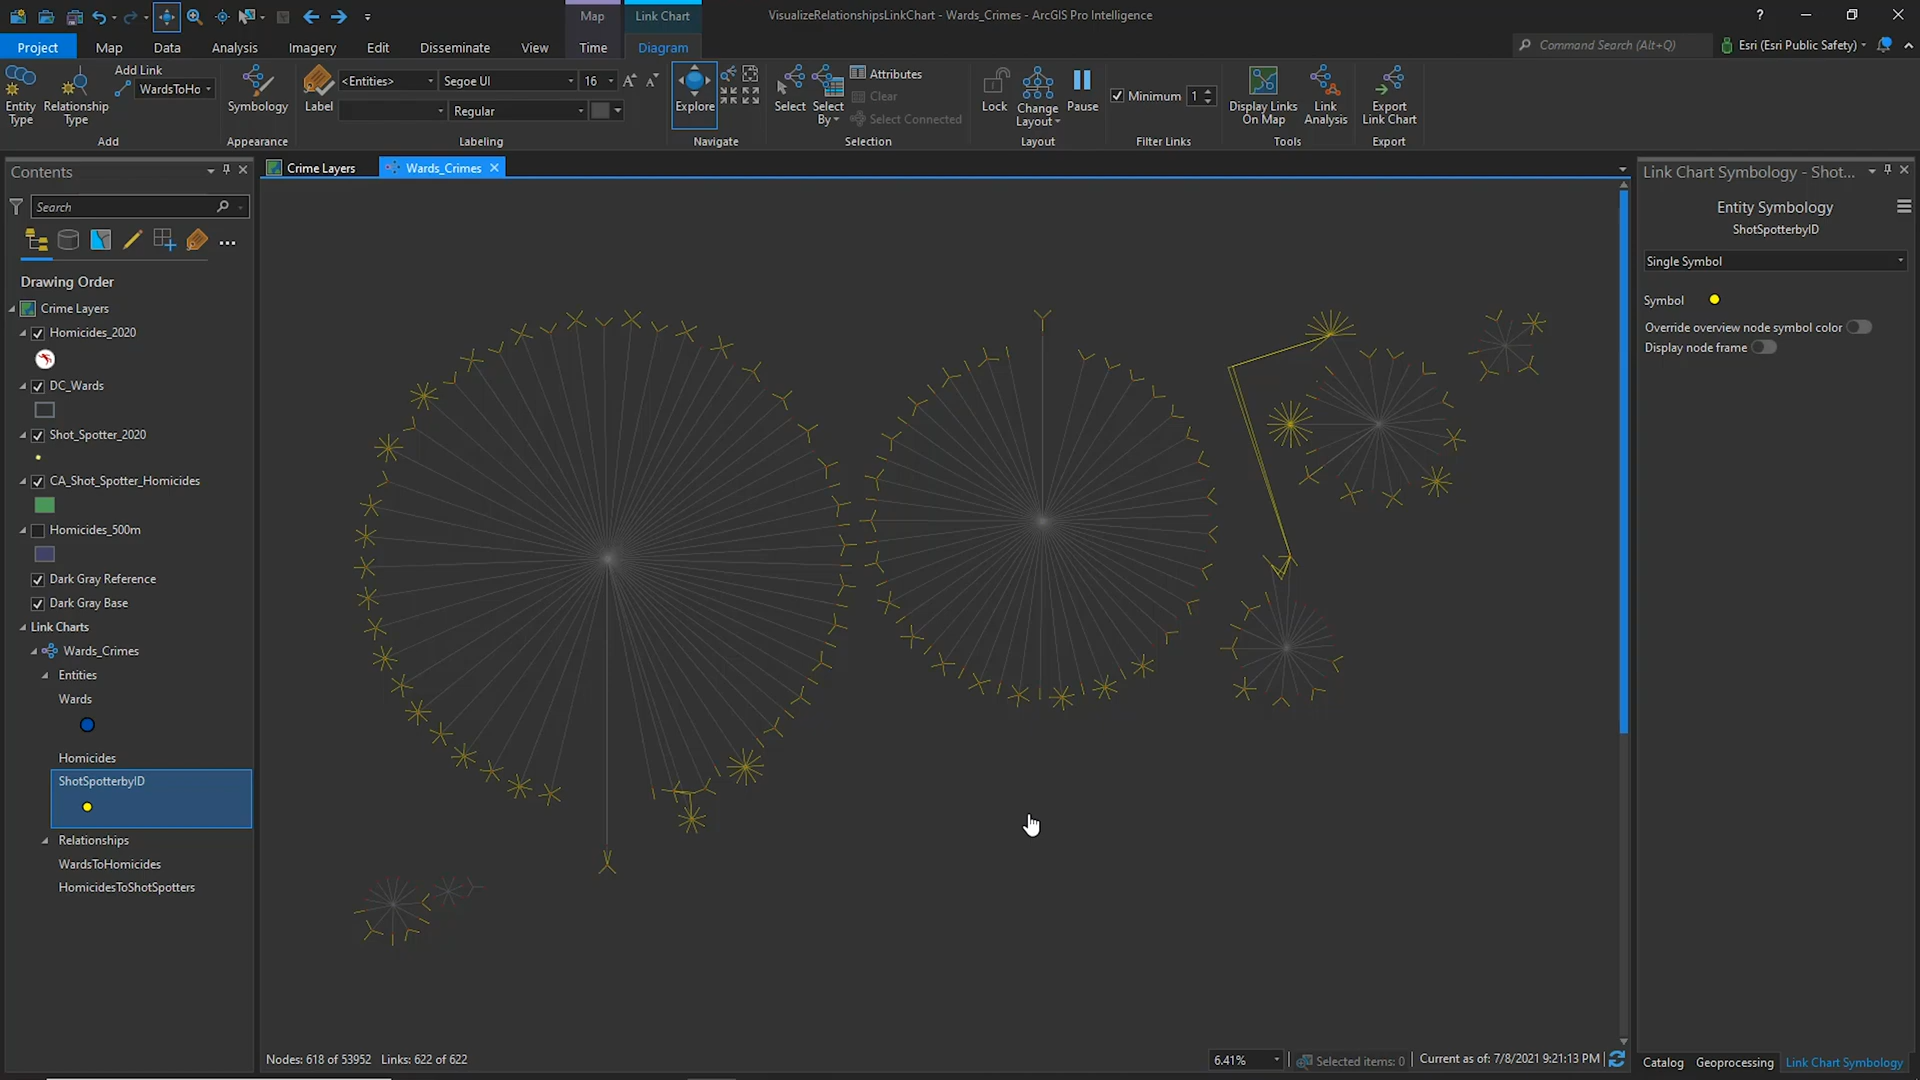 VisualizeRelationshipsLinkChart - Wards_Crimes - ArcGIS Pro Intelligence
Map
Link Chart
Project
Map
Data
Analysis
Imagery
Edit
Disseminate
View
Time
Diagram
Command Search (Alt+Q)
Esri (Esri Public Safety)
Entity Type
Relationship Type
Add Link
WardsToHo
Add
Symbology
Appearance
Label
<Entities>
Segoe UI
16
Regular
Labeling
Explore
Navigate
Select
Select By
Attributes
Clear
Select Connected
Selection
Lock
Change Layout
Pause
Layout
Minimum 1
Filter Links
Display Links On Map
Link Analysis
Tools
Export Link Chart
Export
Contents
Search
Drawing Order
Crime Layers
Homicides_2020
DC_Wards
Shot_Spotter_2020
CA_Shot_Spotter_Homicides
Homicides_500m
Dark Gray Reference
Dark Gray Base
Link Charts
Wards_Crimes
Entities
Wards
Homicides
ShotSpotterbyID
Relationships
WardsToHomicides
HomicidesToShotSpotters
Crime Layers
Wards_Crimes
Nodes: 618 of 53952 Links: 622 of 622
6.41%
Selected items: 0
Current as of: 7/8/2021 9:21:13 PM
Link Chart Symbology - Shot...
Entity Symbology
ShotSpotterbyID
Single Symbol
Symbol
Override overview node symbol color
Display node frame
Catalog
Geoprocessing
Link Chart Symbology